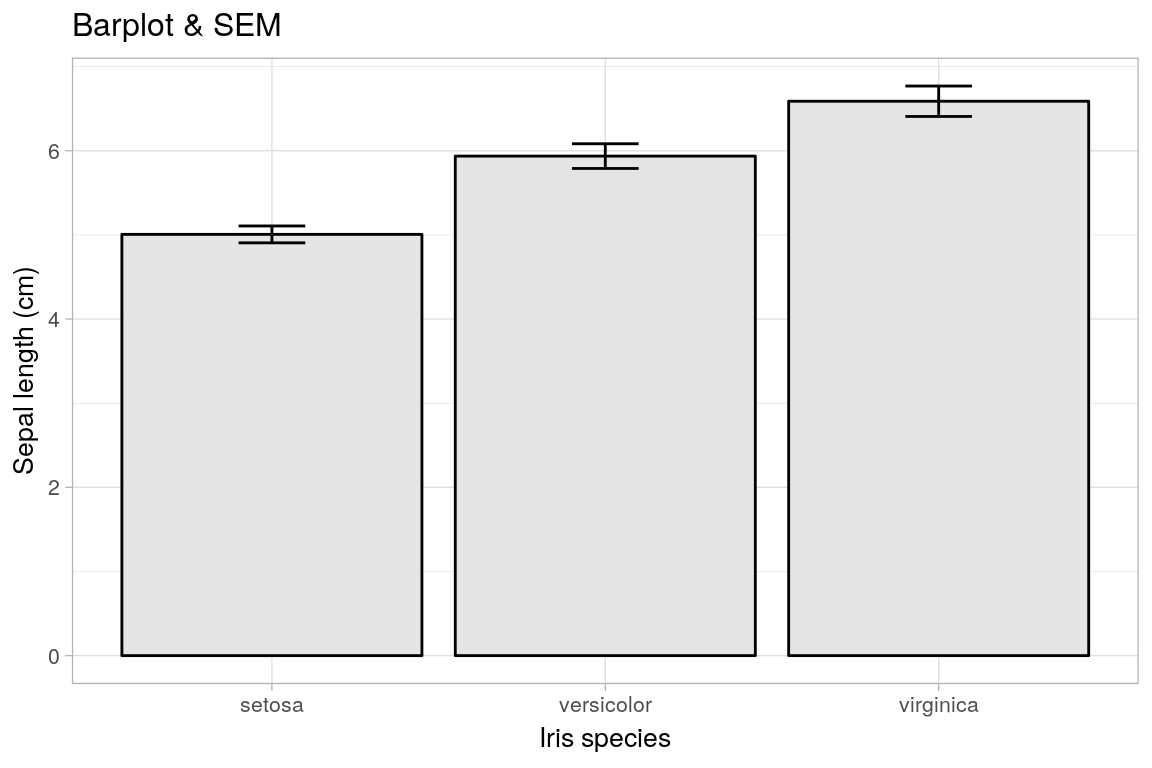 Barplot & SEM
Sepal length (cm)
6
4
2
0
setosa versicolor virginica
Iris species